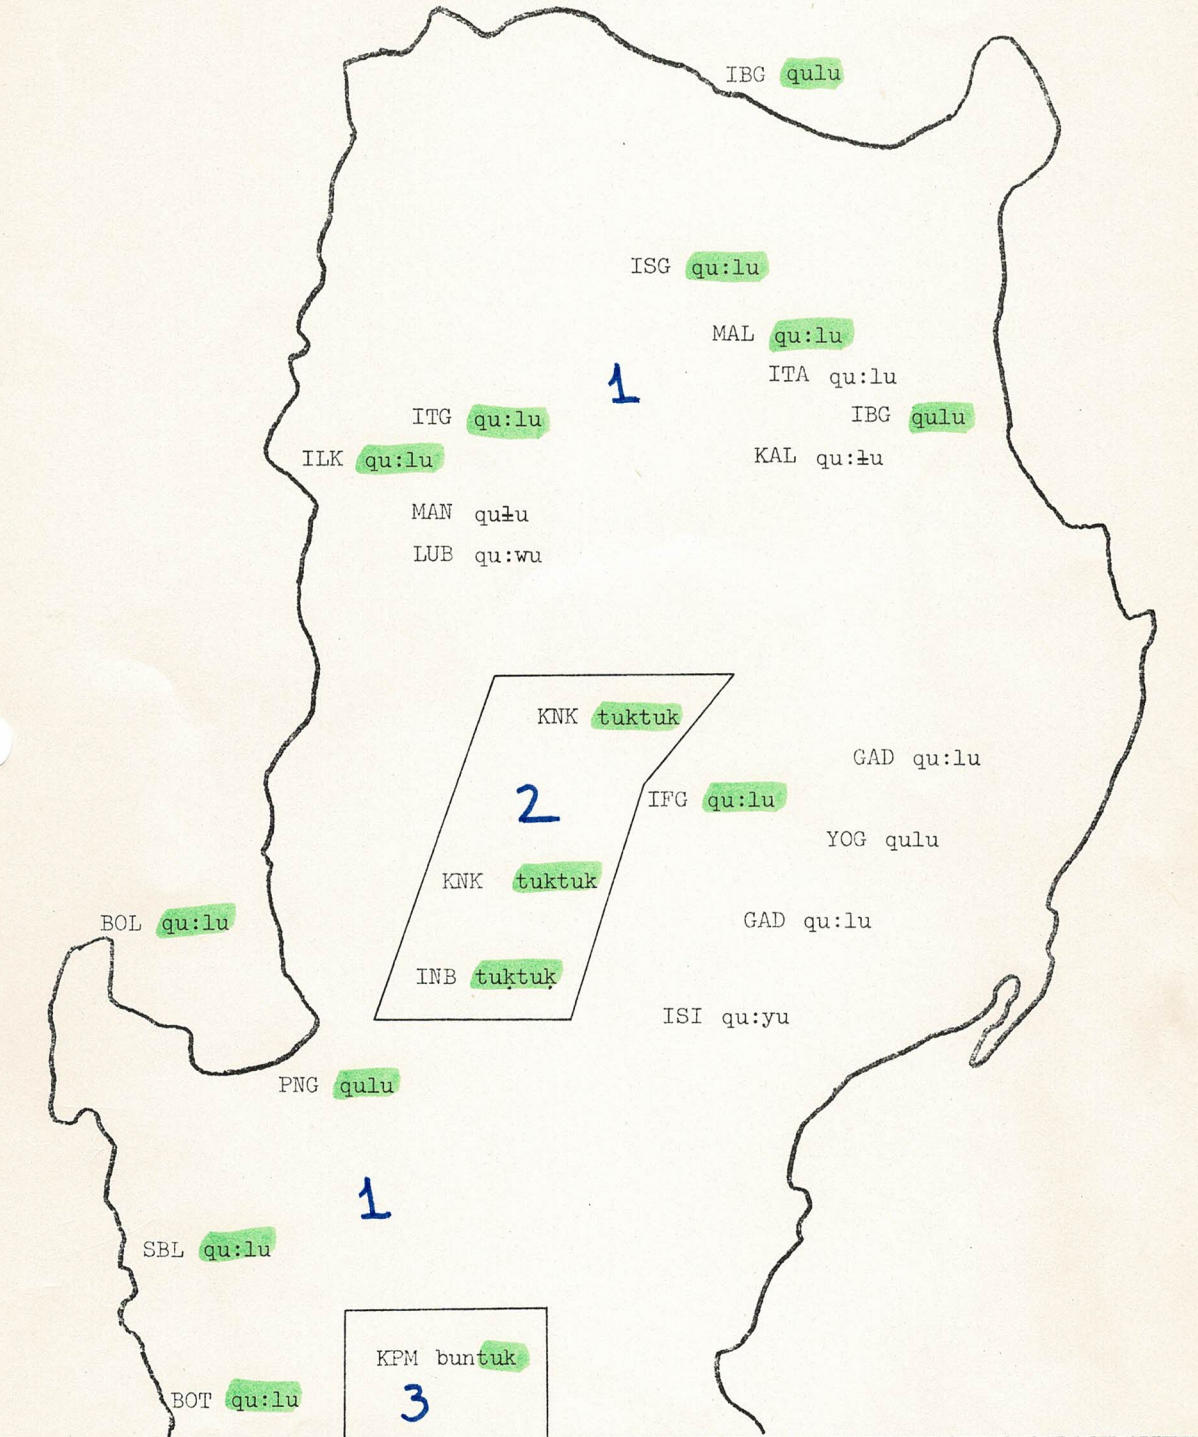 IBG qulu
ISG qu:lu
MAL qu:lu
ITA qu:lu
1
IBG qulu
ITG qu:lu
KAL qu:łu
ILK qu:lu
MAN qułu
LUB qu:wu
KNK tuktuk
GAD qu:lu
2
IFG qu:lu
YOG qulu
KNK tuktuk
BOL qu:lu
GAD qu:lu
INB tuḳtuḳ
ISI qu:yu
PNG qulu
1
SBL qu:lu
KPM buntuk
BOT qu:lu
3